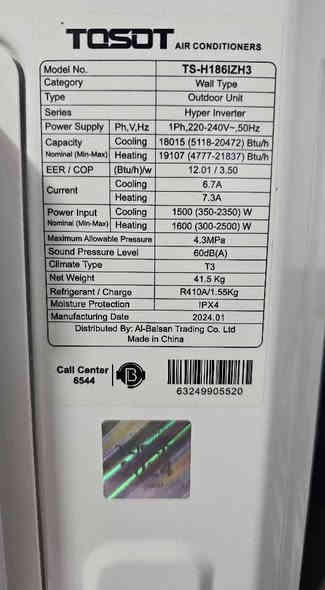 TOSOT AIR CONDITIONERS
Model No. TS-H186IZH3
Category Wall Type
Type Outdoor Unit
Series Hyper Inverter
Power Supply Ph,V,Hz 1Ph,220-240V~,50Hz
Capacity Cooling 18015 (5118-20472) Btu/h
Nominal (Min-Max) Heating 19107 (4777-21837) Btu/h
EER / COP (Btu/h)/w 12.01 / 3.50
Current Cooling 6.7A
Heating 7.3A
Power Input Cooling 1500 (350-2350) W
Nominal (Min-Max) Heating 1600 (300-2500) W
Maximum Allowable Pressure 4.3MPa
Sound Pressure Level 60dB(A)
Climate Type T3
Net Weight 41.5 Kg
Refrigerant / Charge R410A/1.55Kg
Moisture Protection IPX4
Manufacturing Date 2024.01
Distributed By: Al-Balsan Trading Co. Ltd
Made in China
Call Center
6544
B
63249905520